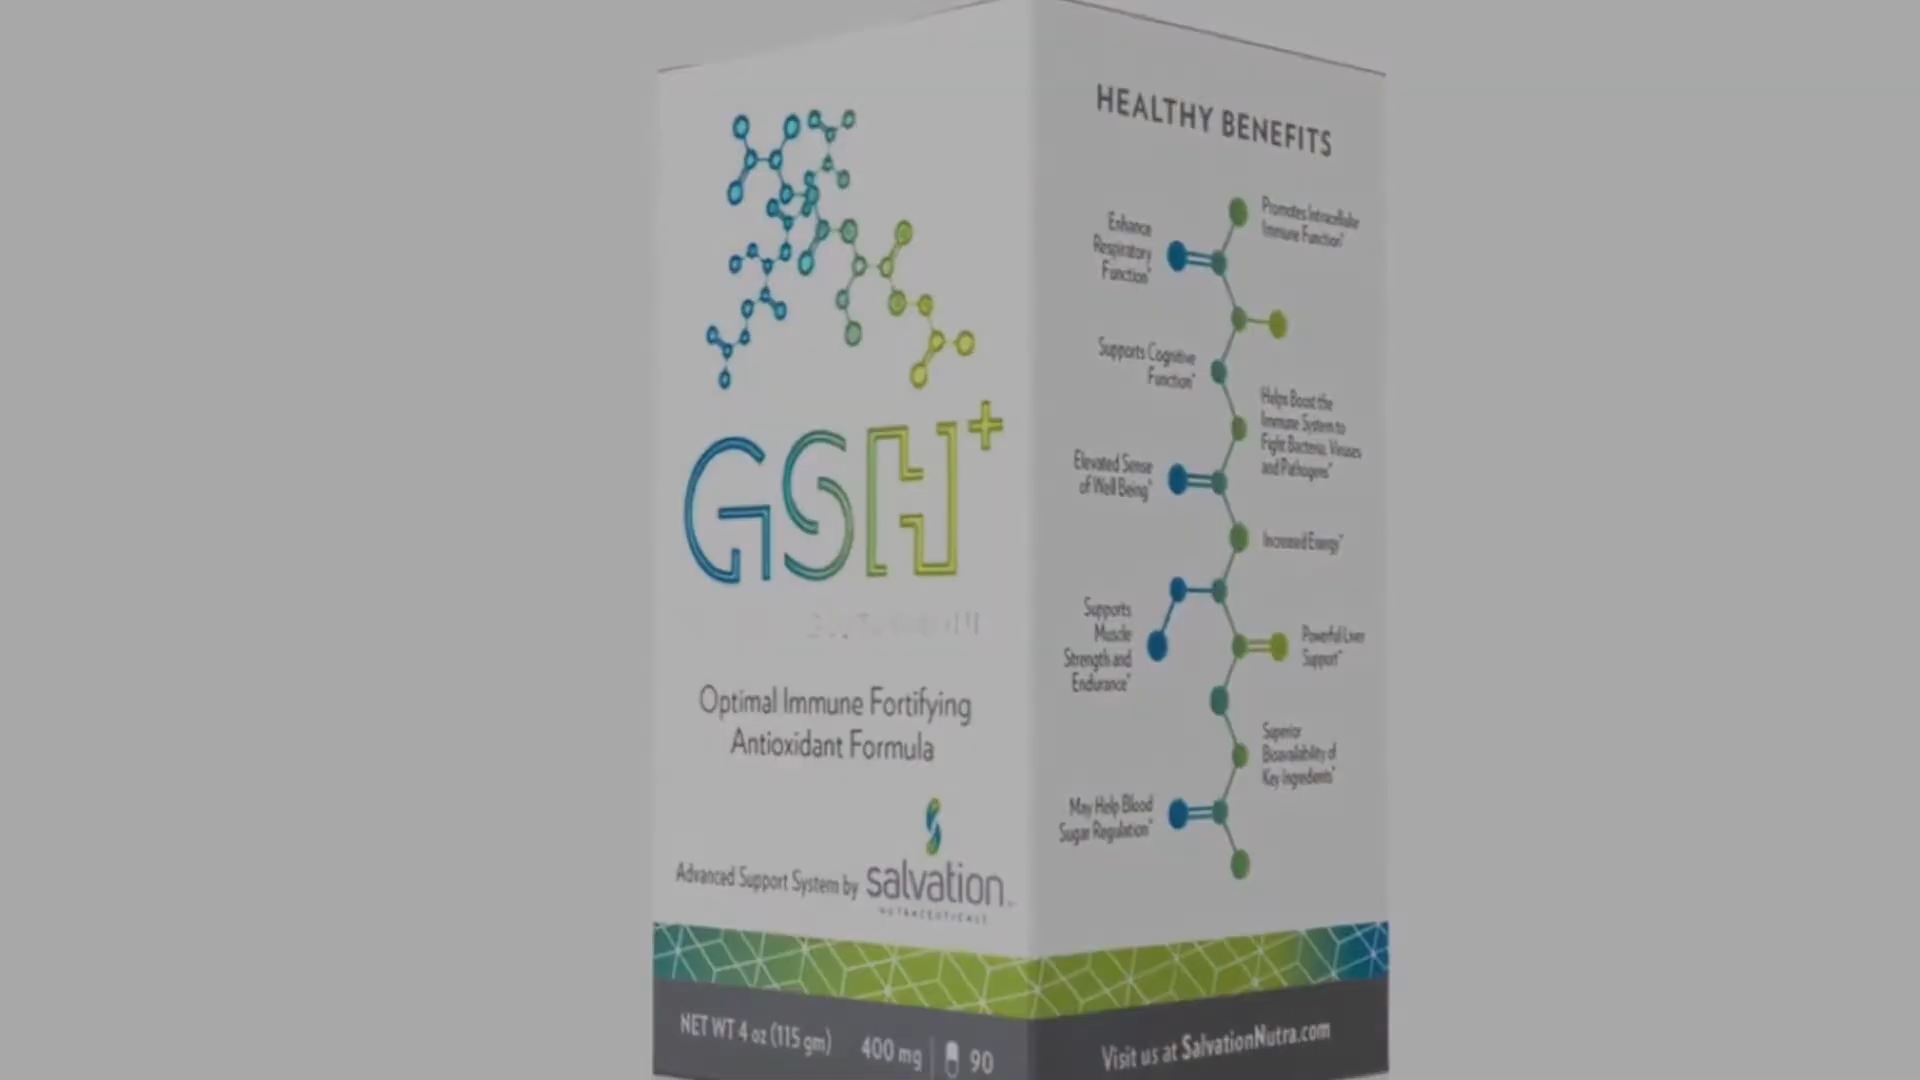 GSH+
Optimal Immune Fortifying
Antioxidant Formula
Advanced Support System by salvation
NUTRACEUTICALS
NET WT 4 oz (115 gm) 400 mg | 90
HEALTHY BENEFITS
Promotes Intracellular
Immune Function*
Enhance
Respiratory
Function*
Supports Cognitive
Function*
Helps Boost the
Immune System to
Fight Bacteria, Viruses
and Pathogens*
Elevated Sense
of Well Being*
Increased Energy*
Supports
Muscle
Strength and
Endurance*
Powerful Liver
Support*
Superior
Bioavailability of
Key Ingredients*
May Help Blood
Sugar Regulation*
Visit us at SalvationNutra.com